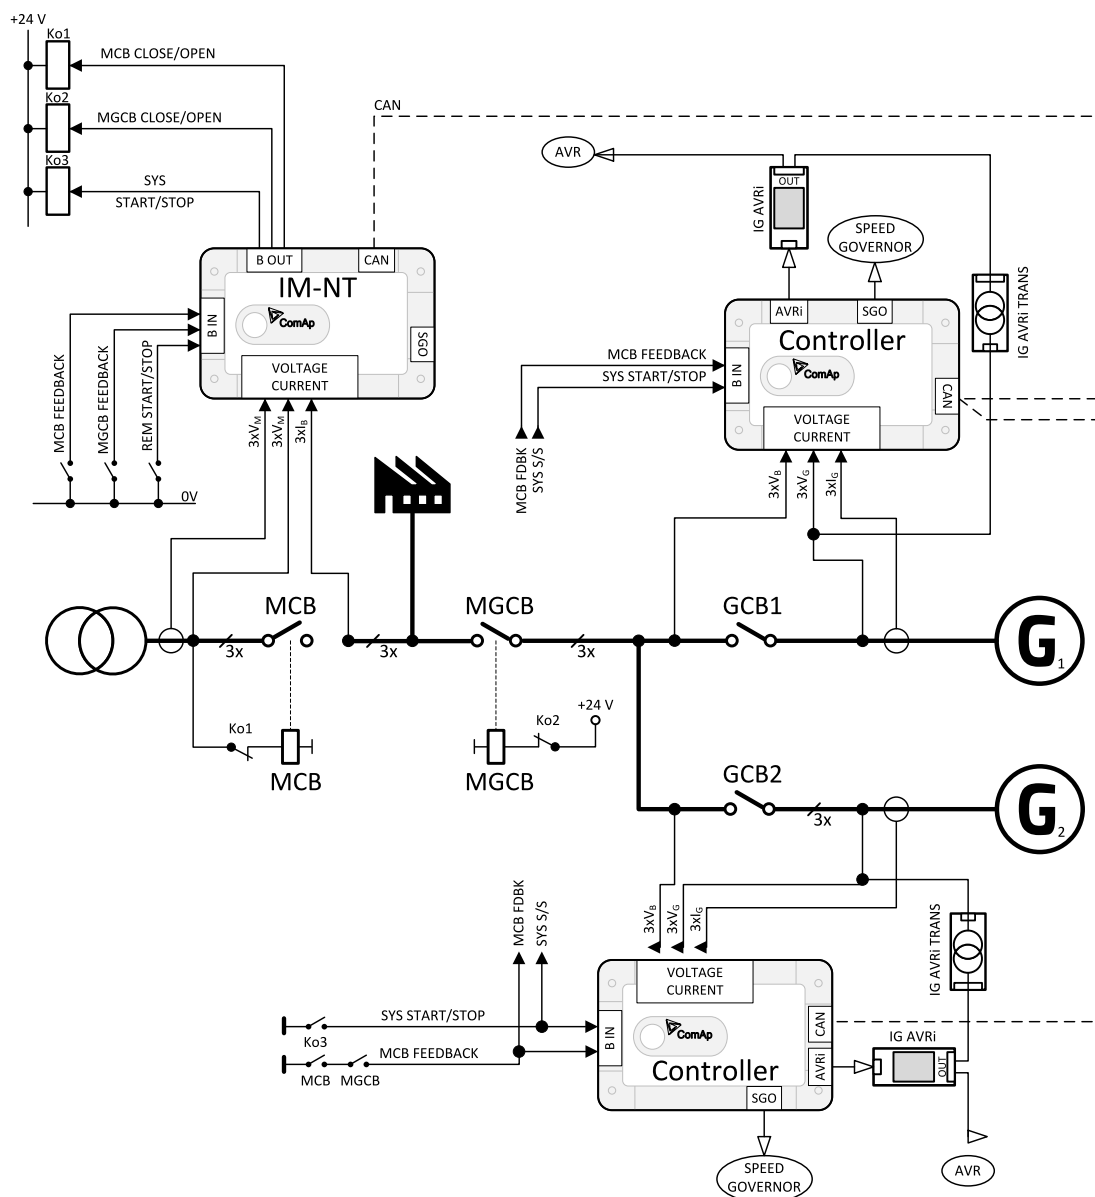 +24 V
Ko1
MCB CLOSE/OPEN
Ko2
MGCB CLOSE/OPEN
Ko3
SYS
START/STOP
CAN
B OUT
CAN
IM-NT
B IN
ComAp
SGO
VOLTAGE
CURRENT
MCB FEEDBACK
MGCB FEEDBACK
REM START/STOP
0V
3xVM
3xVM
3xIB
AVR
OUT
IG AVRi
SPEED
GOVERNOR
IG AVRi TRANS
AVRi
SGO
Controller
MCB FEEDBACK
SYS START/STOP
B IN
ComAp
CAN
VOLTAGE
CURRENT
MCB FDBK
SYS S/S
3xVB
3xVG
3xIG
MCB
MGCB
GCB1
3x
3x
3x
G
1
Ko1
MCB
+24 V
Ko2
MGCB
GCB2
3x
G
2
3xVB
3xVG
3xIG
MCB FDBK
SYS S/S
IG AVRi TRANS
VOLTAGE
CURRENT
SYS START/STOP
Ko3
MCB FEEDBACK
MCB
MGCB
B IN
ComAp
CAN
AVRi
Controller
SGO
IG AVRi
OUT
SPEED
GOVERNOR
AVR